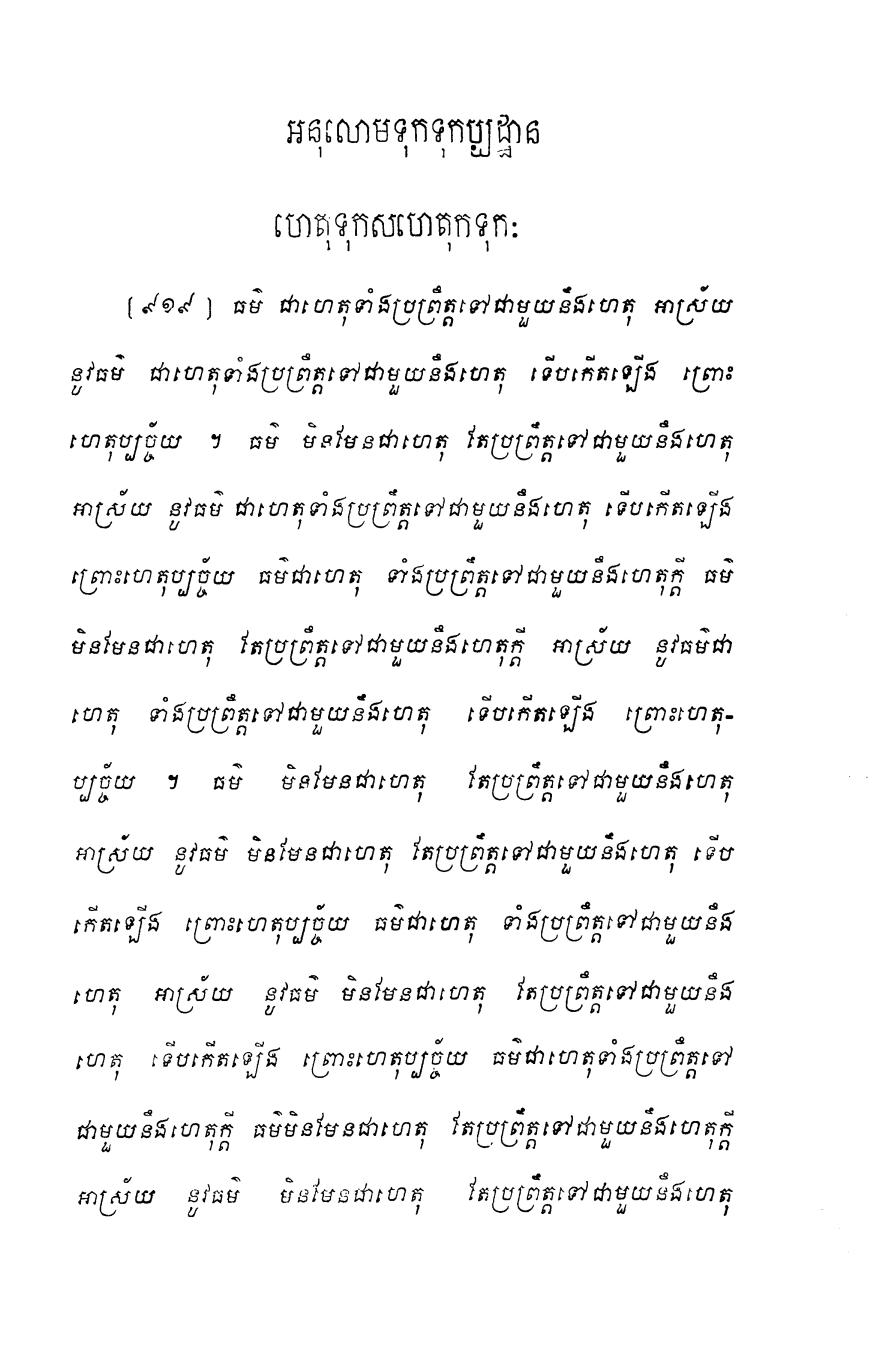 អនុលោមទុកទុកប្បដ្ឋាន
ហេតុទុកសហេតុកទុកៈ
[៩១៩] ធម៌ ជាហេតុទាំងប្រព្រឹត្តទៅជាមួយនឹងហេតុ អាស្រ័យ
នូវធម៌ ជាហេតុទាំងប្រព្រឹត្តទៅជាមួយនឹងហេតុ ទើបកើតឡើង ព្រោះ
ហេតុប្បច្ច័យ ។ ធម៌ មិនមែនជាហេតុ តែប្រព្រឹត្តទៅជាមួយនឹងហេតុ
អាស្រ័យ នូវធម៌ ជាហេតុទាំងប្រព្រឹត្តទៅជាមួយនឹងហេតុ ទើបកើតឡើង
ព្រោះហេតុប្បច្ច័យ ធម៌ជាហេតុ ទាំងប្រព្រឹត្តទៅជាមួយនឹងហេតុក្តី ធម៌
មិនមែនជាហេតុ តែប្រព្រឹត្តទៅជាមួយនឹងហេតុក្តី អាស្រ័យ នូវធម៌ជា
ហេតុ ទាំងប្រព្រឹត្តទៅជាមួយនឹងហេតុ ទើបកើតឡើង ព្រោះហេតុ-
ប្បច្ច័យ ។ ធម៌ មិនមែនជាហេតុ តែប្រព្រឹត្តទៅជាមួយនឹងហេតុ
អាស្រ័យ នូវធម៌ មិនមែនជាហេតុ តែប្រព្រឹត្តទៅជាមួយនឹងហេតុ ទើប
កើតឡើង ព្រោះហេតុប្បច្ច័យ ធម៌ជាហេតុ ទាំងប្រព្រឹត្តទៅជាមួយនឹង
ហេតុ អាស្រ័យ នូវធម៌ មិនមែនជាហេតុ តែប្រព្រឹត្តទៅជាមួយនឹង
ហេតុ ទើបកើតឡើង ព្រោះហេតុប្បច្ច័យ ធម៌ជាហេតុទាំងប្រព្រឹត្តទៅ
ជាមួយនឹងហេតុក្តី ធម៌មិនមែនជាហេតុ តែប្រព្រឹត្តទៅជាមួយនឹងហេតុក្តី
អាស្រ័យ នូវធម៌ មិនមែនជាហេតុ តែប្រព្រឹត្តទៅជាមួយនឹងហេតុ